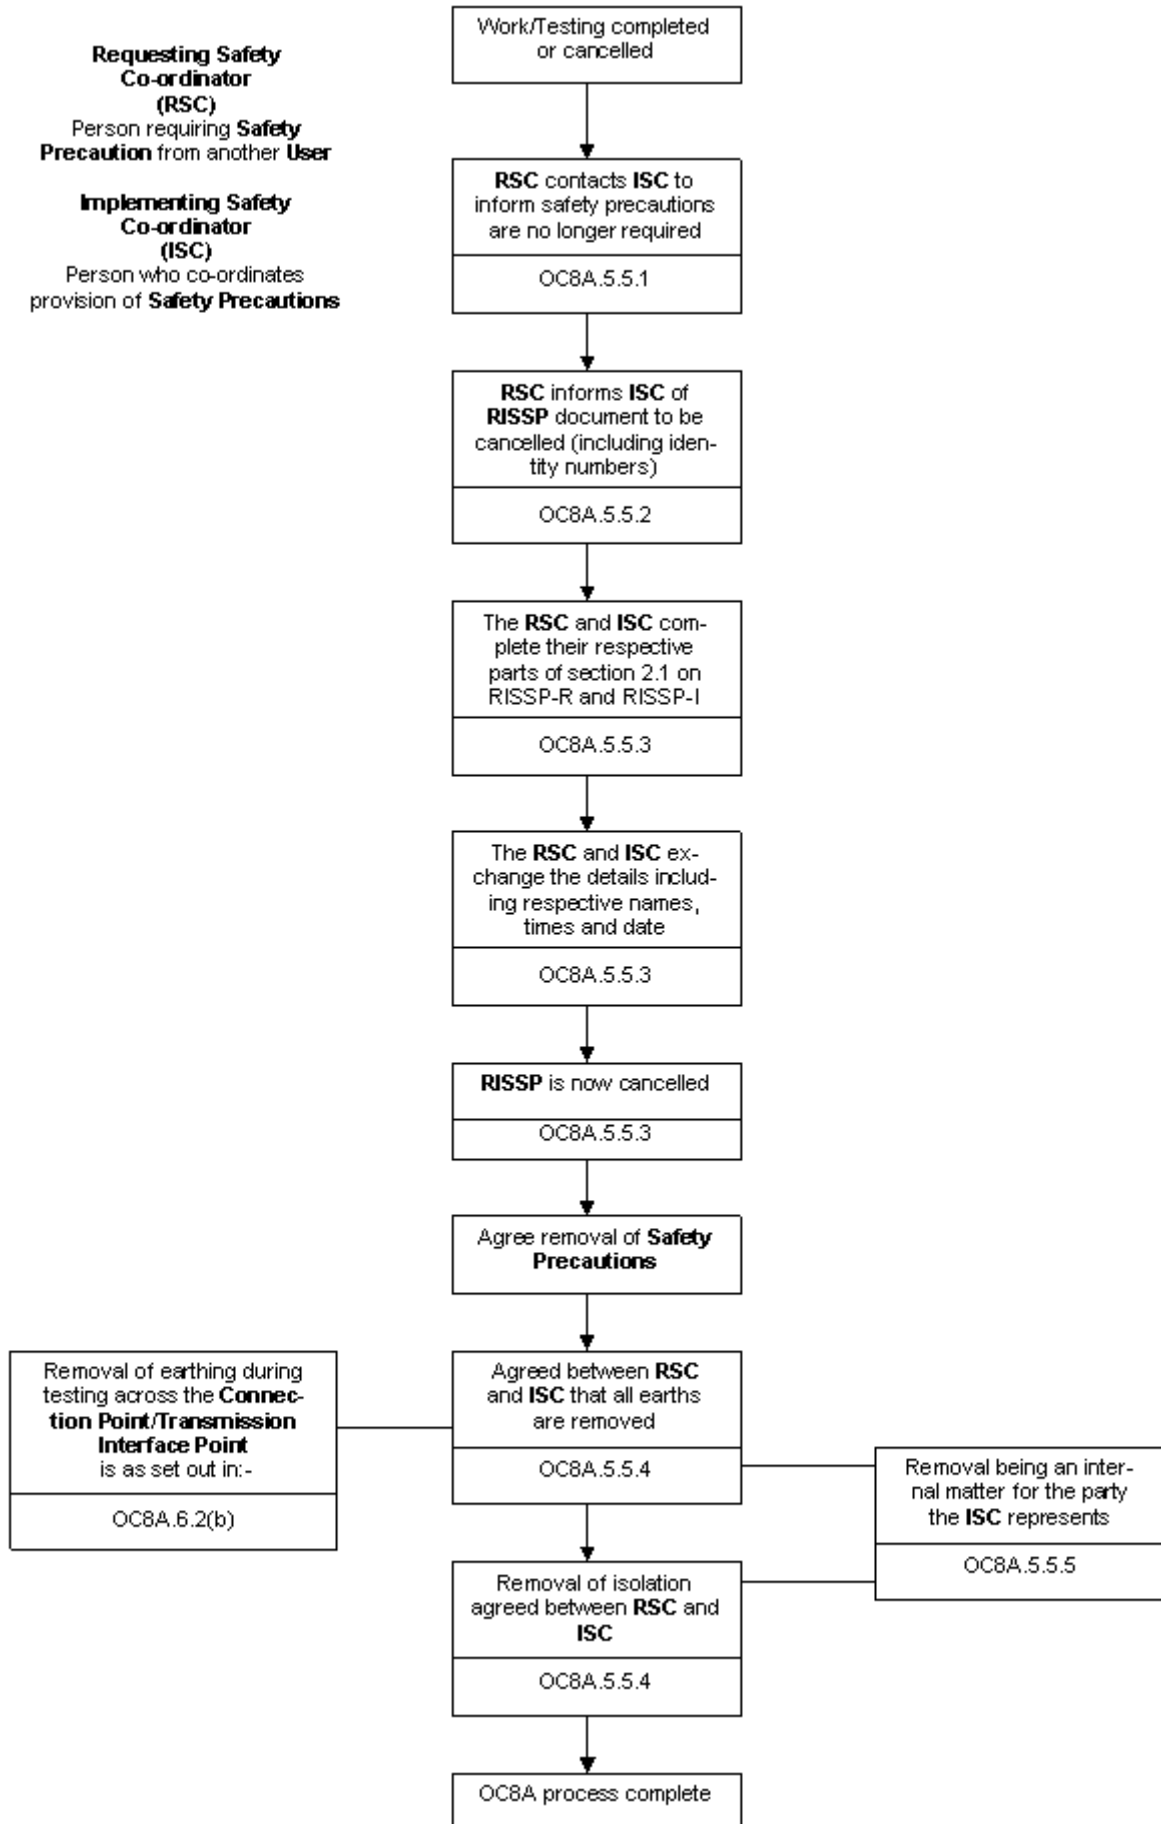 Requesting Safety
Co-ordinator
(RSC)
Person requiring Safety
Precaution from another User
Implementing Safety
Co-ordinator
(ISC)
Person who co-ordinates
provision of Safety Precautions
Work/Testing completed
or cancelled
RSC contacts ISC to
inform safety precautions
are no longer required
OC8A.5.5.1
RSC informs ISC of
RISSP document to be
cancelled (including iden-
tity numbers)
OC8A.5.5.2
The RSC and ISC com-
plete their respective
parts of section 2.1 on
RISSP-R and RISSP-I
OC8A.5.5.3
The RSC and ISC ex-
change the details includ-
ing respective names,
times and date
OC8A.5.5.3
RISSP is now cancelled
OC8A.5.5.3
Agree removal of Safety
Precautions
Removal of earthing during
testing across the Connec-
tion Point/Transmission
Interface Point
is as set out in:-
OC8A.6.2(b)
Agreed between RSC
and ISC that all earths
are removed
OC8A.5.5.4
Removal being an inter-
nal matter for the party
the ISC represents
OC8A.5.5.5
Removal of isolation
agreed between RSC and
ISC
OC8A.5.5.4
OC8A process complete